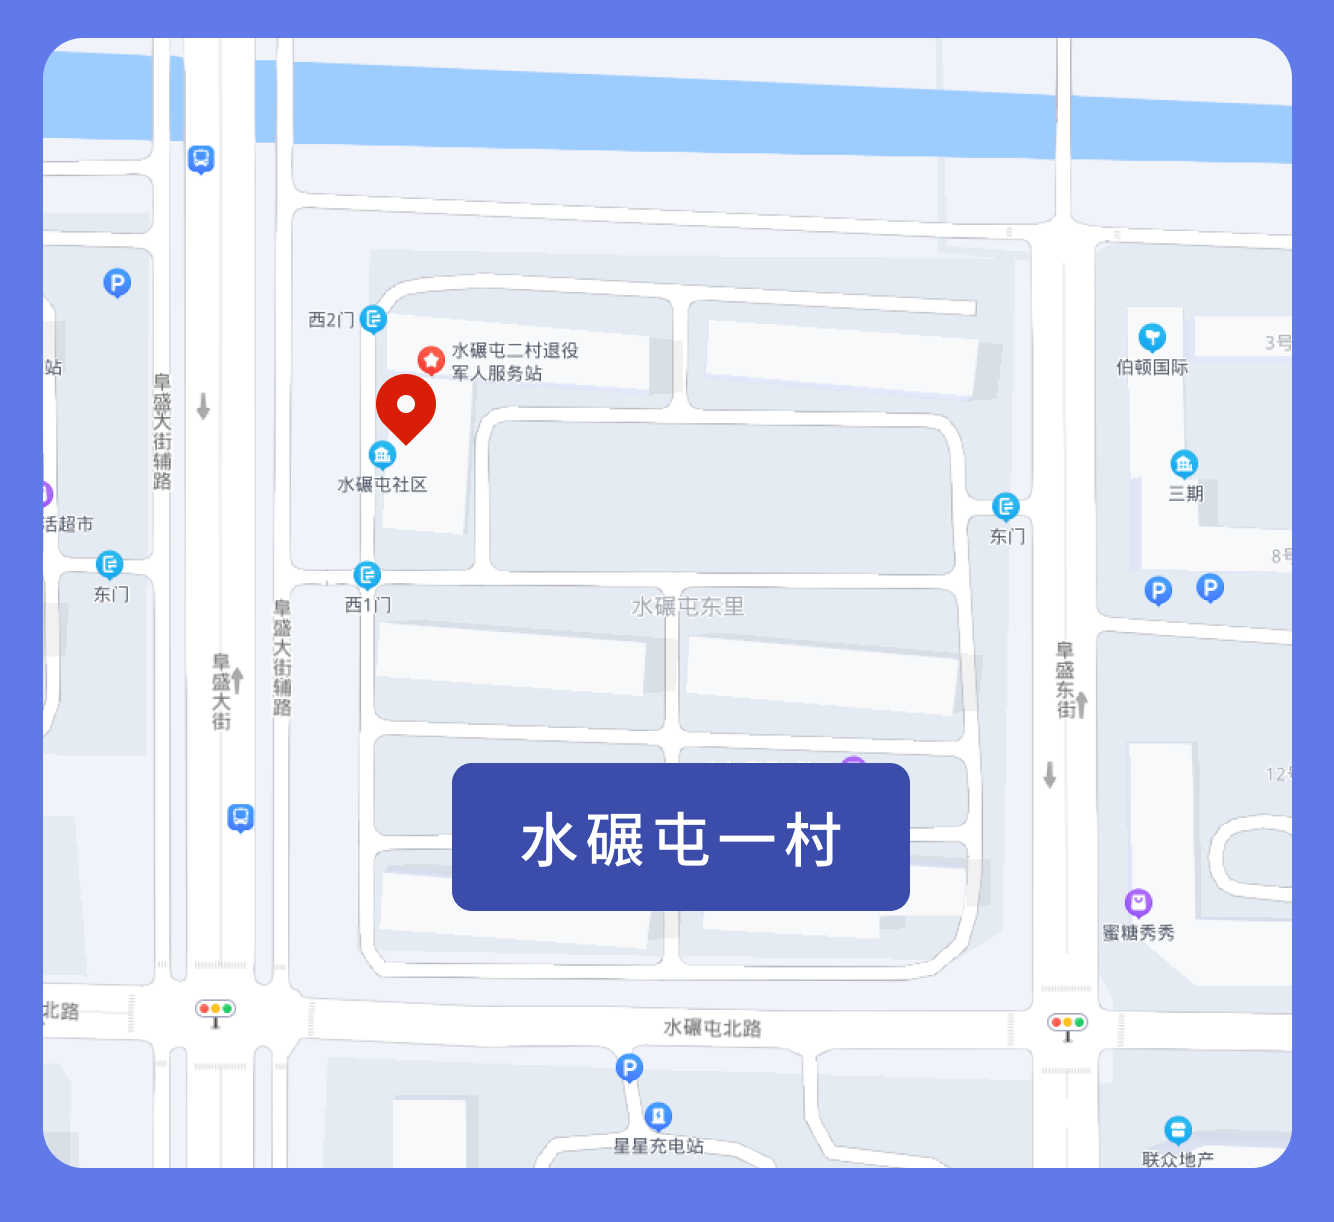 西2门
水碾屯二村退役
军人服务站
伯顿国际
3号
站
阜盛大街辅路
水碾屯社区
三期
活超市
东门
8号
东门
西1门
水碾屯东里
阜盛大街辅路
阜盛大街
阜盛东街
12号
水碾屯一村
蜜糖秀秀
北路
水碾屯北路
星星充电站
联众地产
P
P
P
P